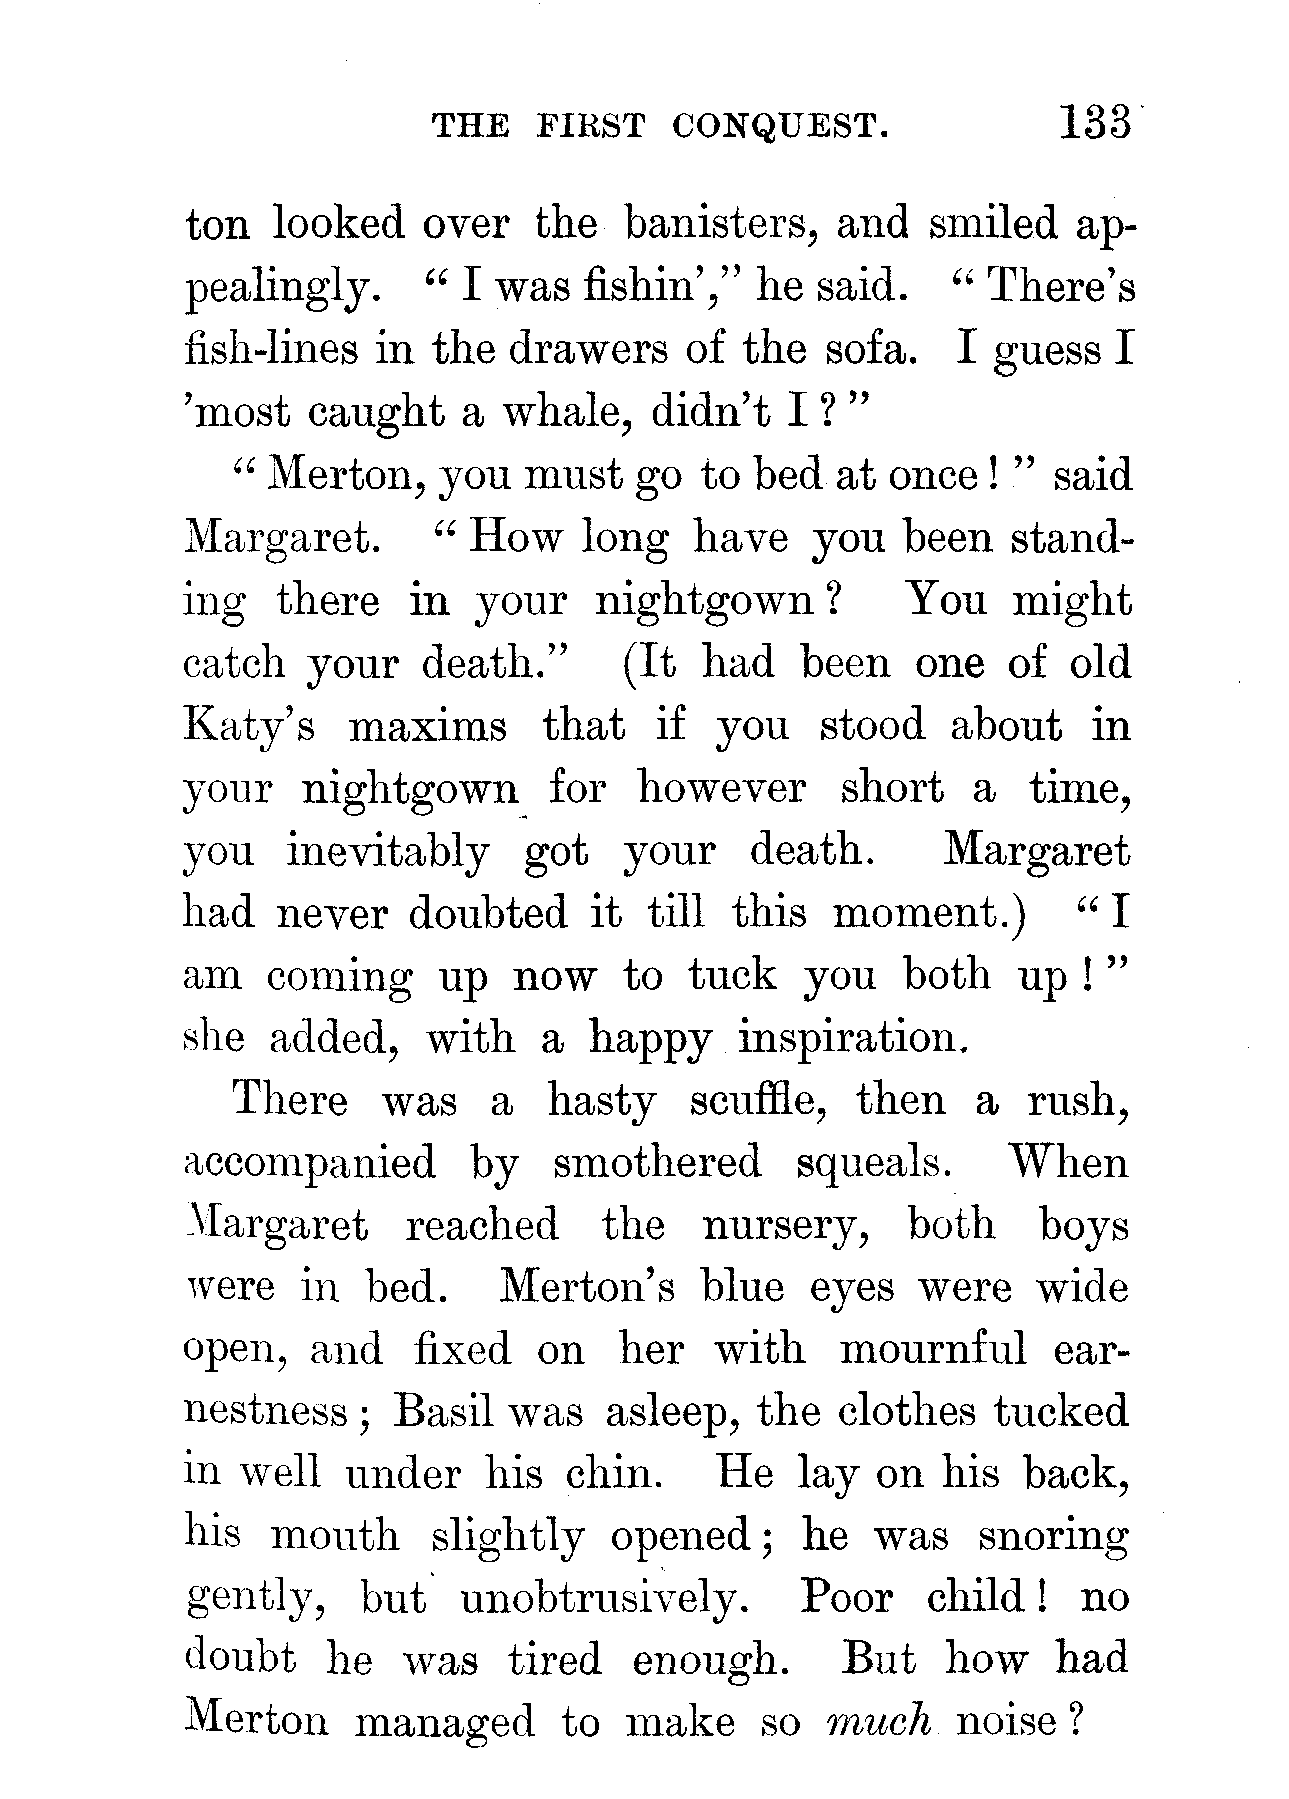 THE FIRST CONQUEST. 133
ton looked over the banisters, and smiled ap-
pealingly. “ I was fishin’,” he said. “ There’s
fish-lines in the drawers of the sofa. I guess I
’most caught a whale, didn’t I ? ”
“ Merton, you must go to bed at once ! ” said
Margaret. “ How long have you been stand-
ing there in your nightgown ? You might
catch your death.” (It had been one of old
Katy’s maxims that if you stood about in
your nightgown for however short a time,
you inevitably got your death. Margaret
had never doubted it till this moment.) “ I
am coming up now to tuck you both up ! ”
she added, with a happy inspiration.
There was a hasty scuffle, then a rush,
accompanied by smothered squeals. When
Margaret reached the nursery, both boys
were in bed. Merton’s blue eyes were wide
open, and fixed on her with mournful ear-
nestness ; Basil was asleep, the clothes tucked
in well under his chin. He lay on his back,
his mouth slightly opened ; he was snoring
gently, but unobtrusively. Poor child ! no
doubt he was tired enough. But how had
Merton managed to make so much noise ?